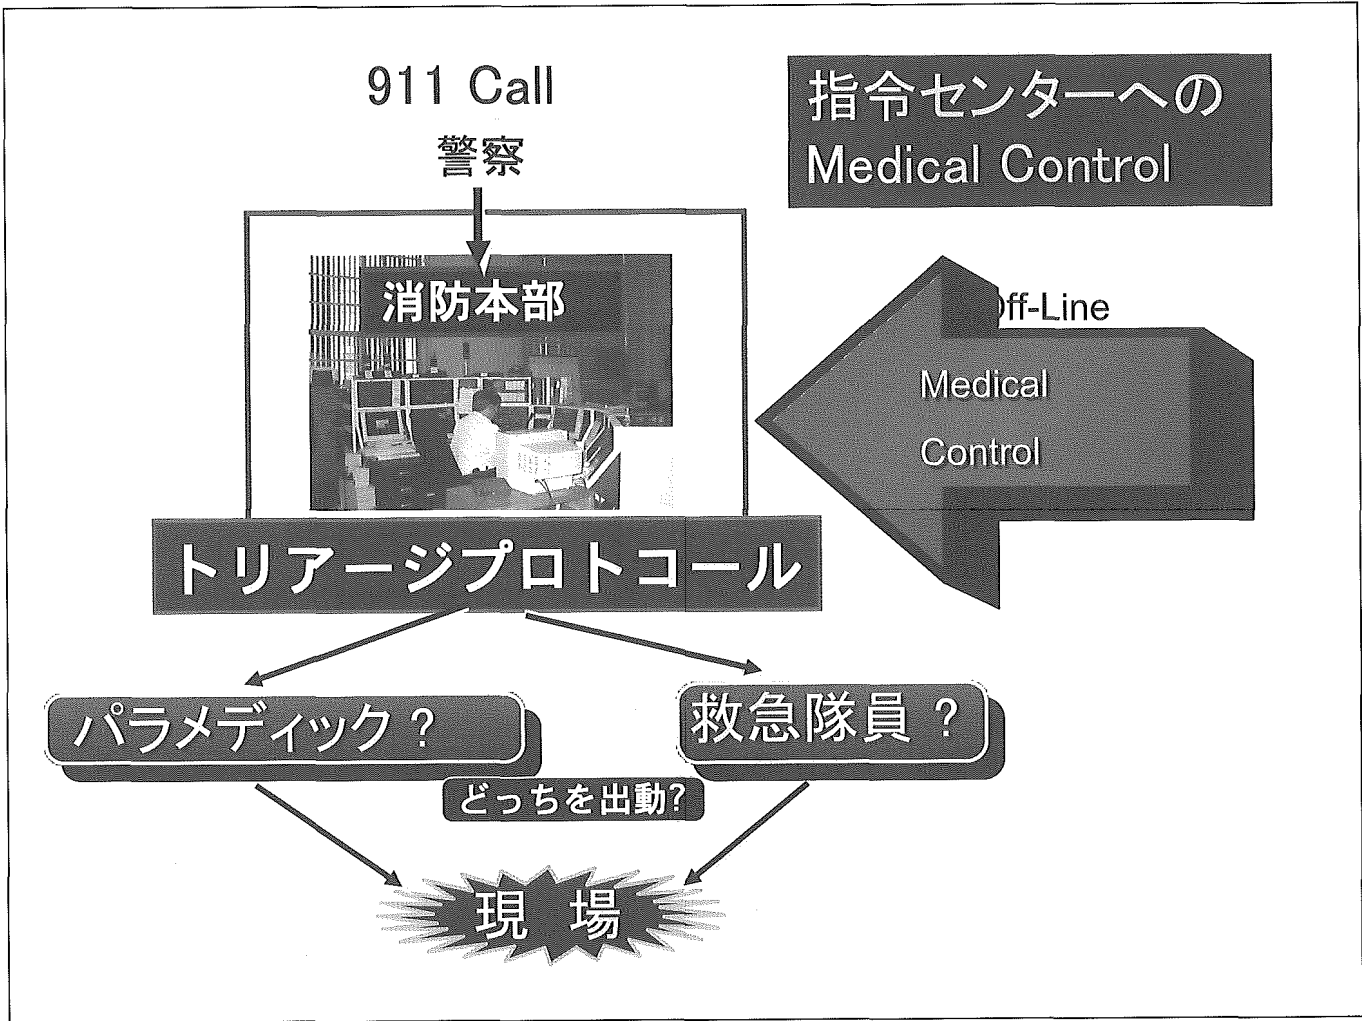 911 Call
警察
指令センターへの
Medical Control
消防本部
Off-Line
Medical
Control
トリアージプロトコール
パラメディック ?
救急隊員 ?
どっちを出動?
現 場